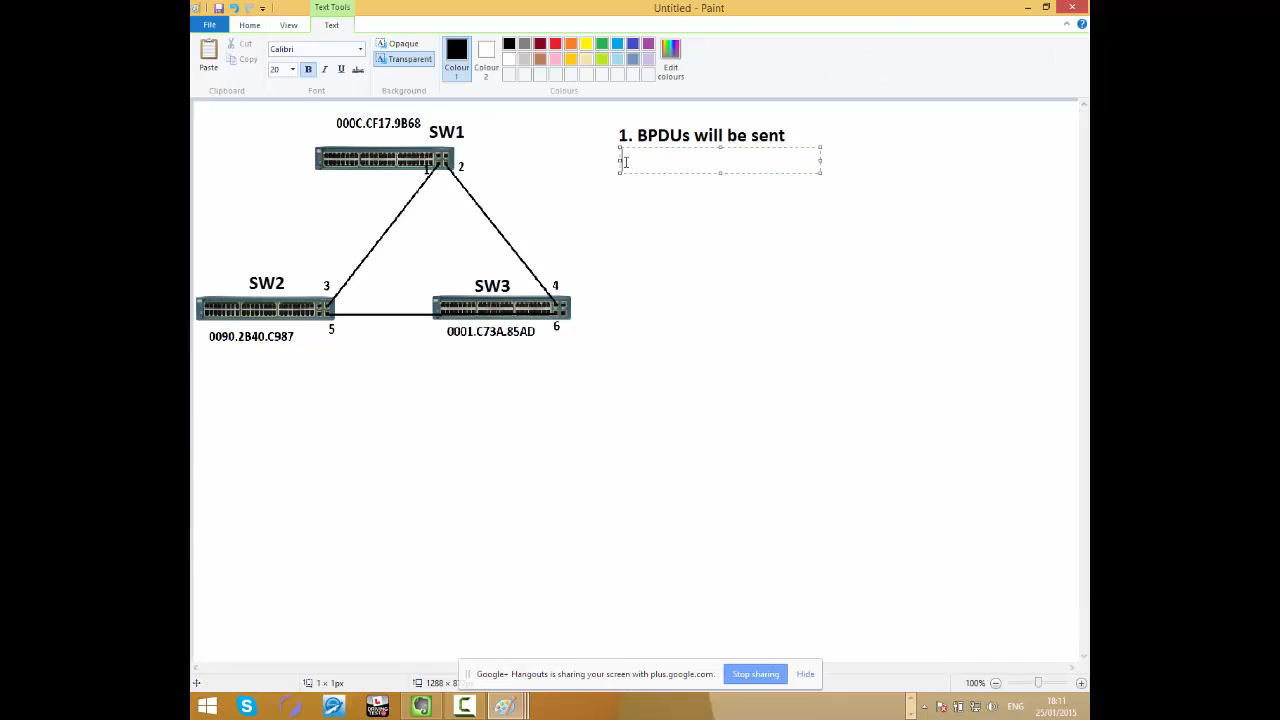 Text Tools
Untitled - Paint
File
Home
View
Text
Paste
Cut
Copy
Calibri
20
B
I
U
abc
Opaque
Transparent
Colour
1
Colour
2
Edit
colours
Clipboard
Font
Background
Colours
000C.CF17.9B68
SW1
1
2
1. BPDUs will be sent
SW2
3
SW3
4
5
6
0090.2B40.C987
0001.C73A.85AD
Google+ Hangouts is sharing your screen with plus.google.com.
Stop sharing
Hide
1 × 1px
100%
ENG
18:11
25/01/2015